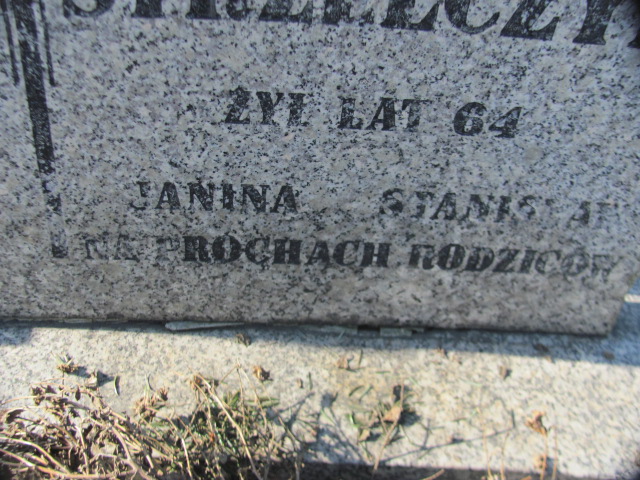 ŻYŁ LAT 64
JANINA STANISŁAW
NA PROCHACH RODZICÓW